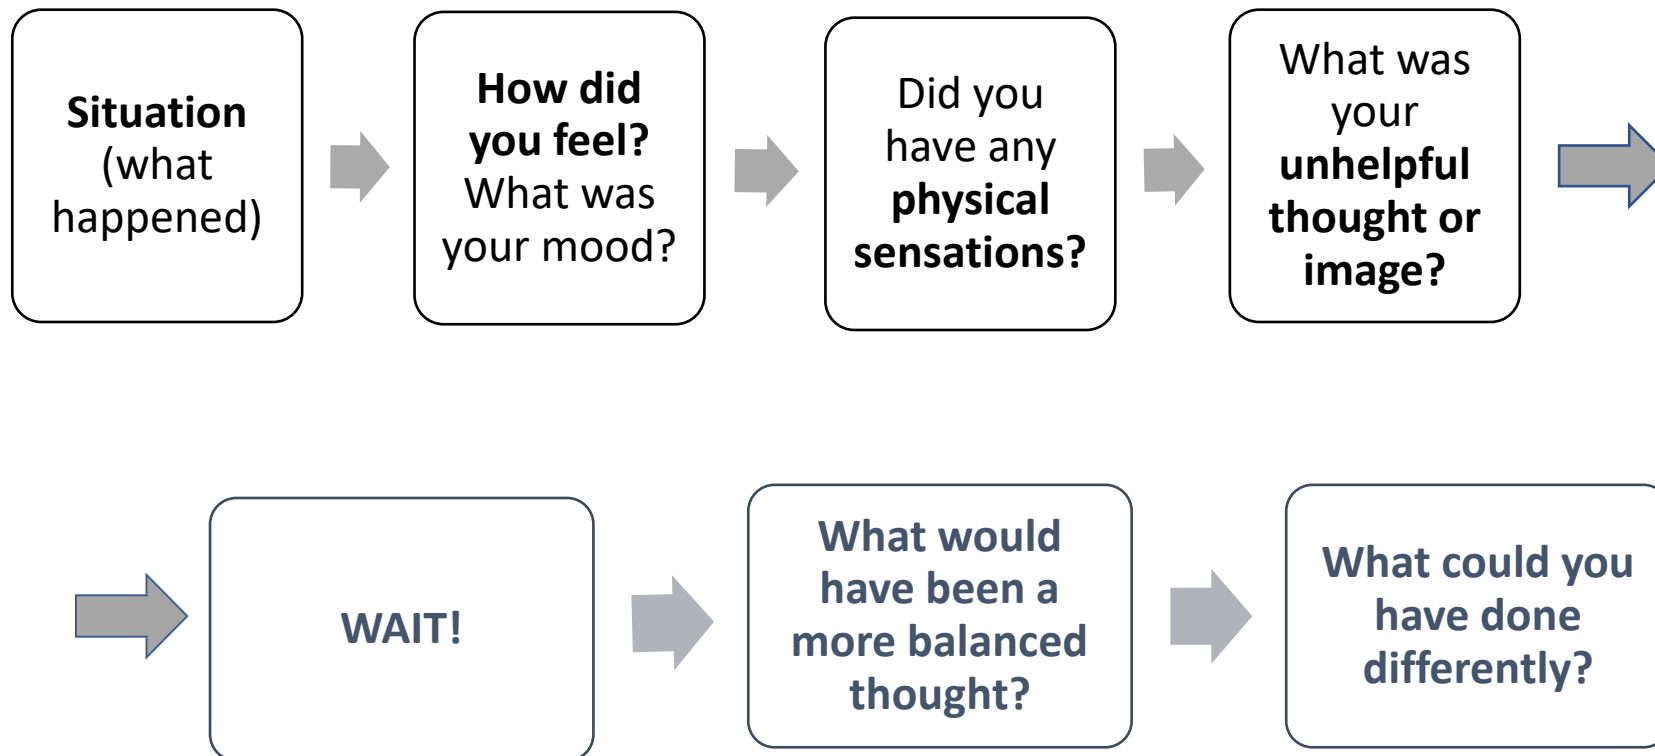 Situation
(what
happened)
How did
you feel?
What was
your mood?
Did you
have any
physical
sensations?
What was
your
unhelpful
thought or
image?
WAIT!
What would
have been a
more balanced
thought?
What could you
have done
differently?